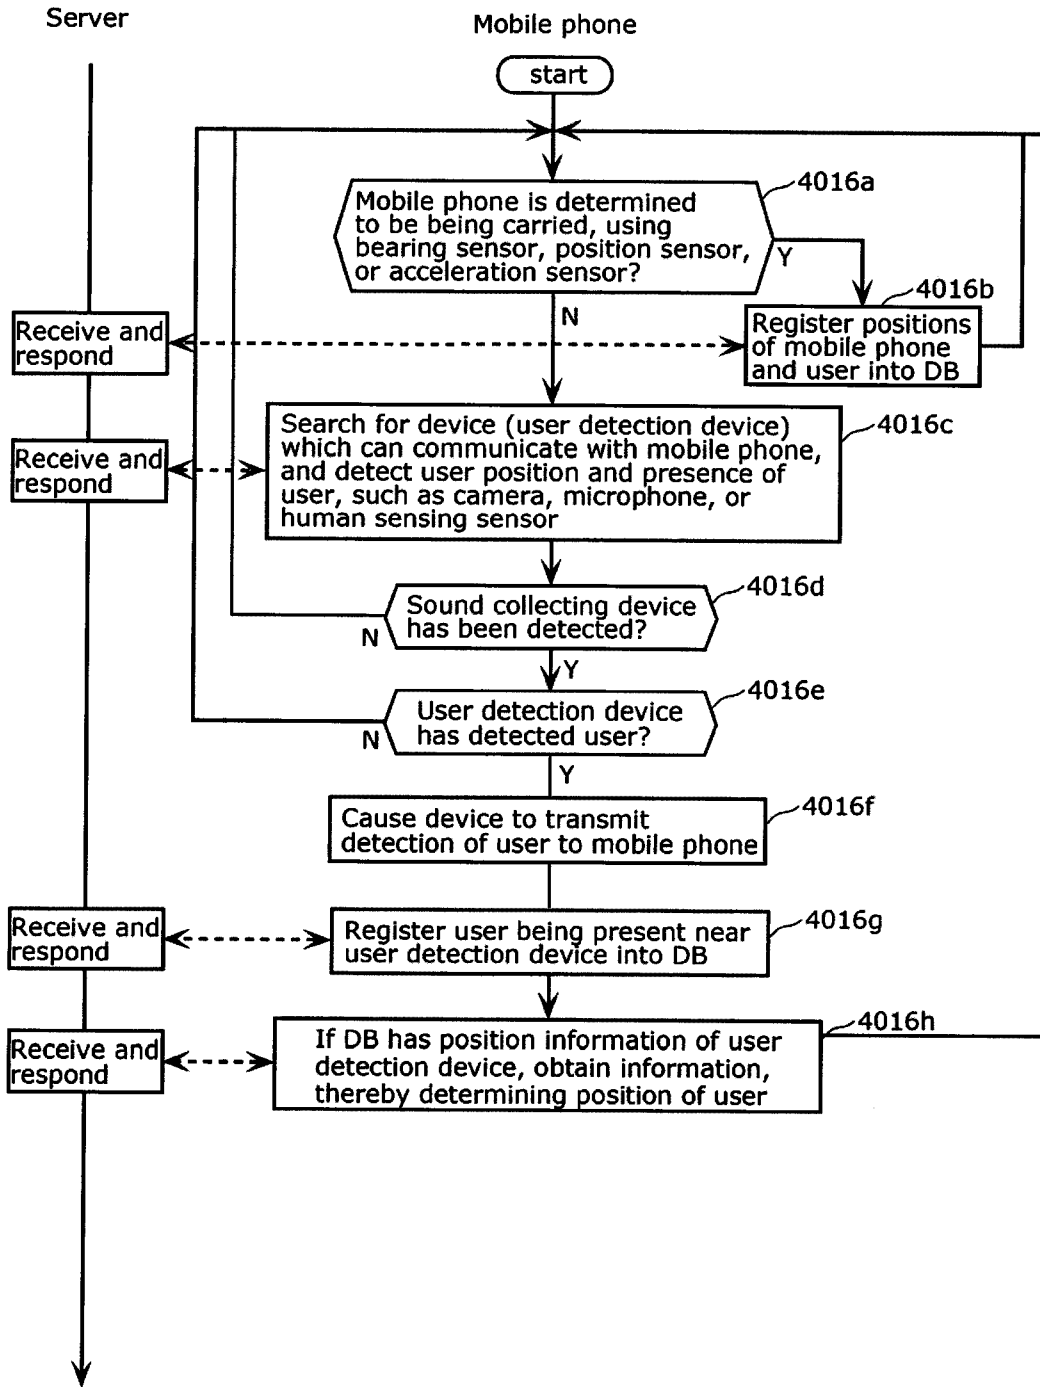 Server
Mobile phone
start
4016a
Mobile phone is determined
to be being carried, using
bearing sensor, position sensor,
or acceleration sensor?
Y
N
4016b
Register positions
of mobile phone
and user into DB
Receive and
respond
4016c
Search for device (user detection device)
which can communicate with mobile phone,
and detect user position and presence of
user, such as camera, microphone, or
human sensing sensor
Receive and
respond
4016d
Sound collecting device
has been detected?
N
Y
4016e
User detection device
has detected user?
N
Y
4016f
Cause device to transmit
detection of user to mobile phone
4016g
Register user being present near
user detection device into DB
Receive and
respond
4016h
If DB has position information of user
detection device, obtain information,
thereby determining position of user
Receive and
respond